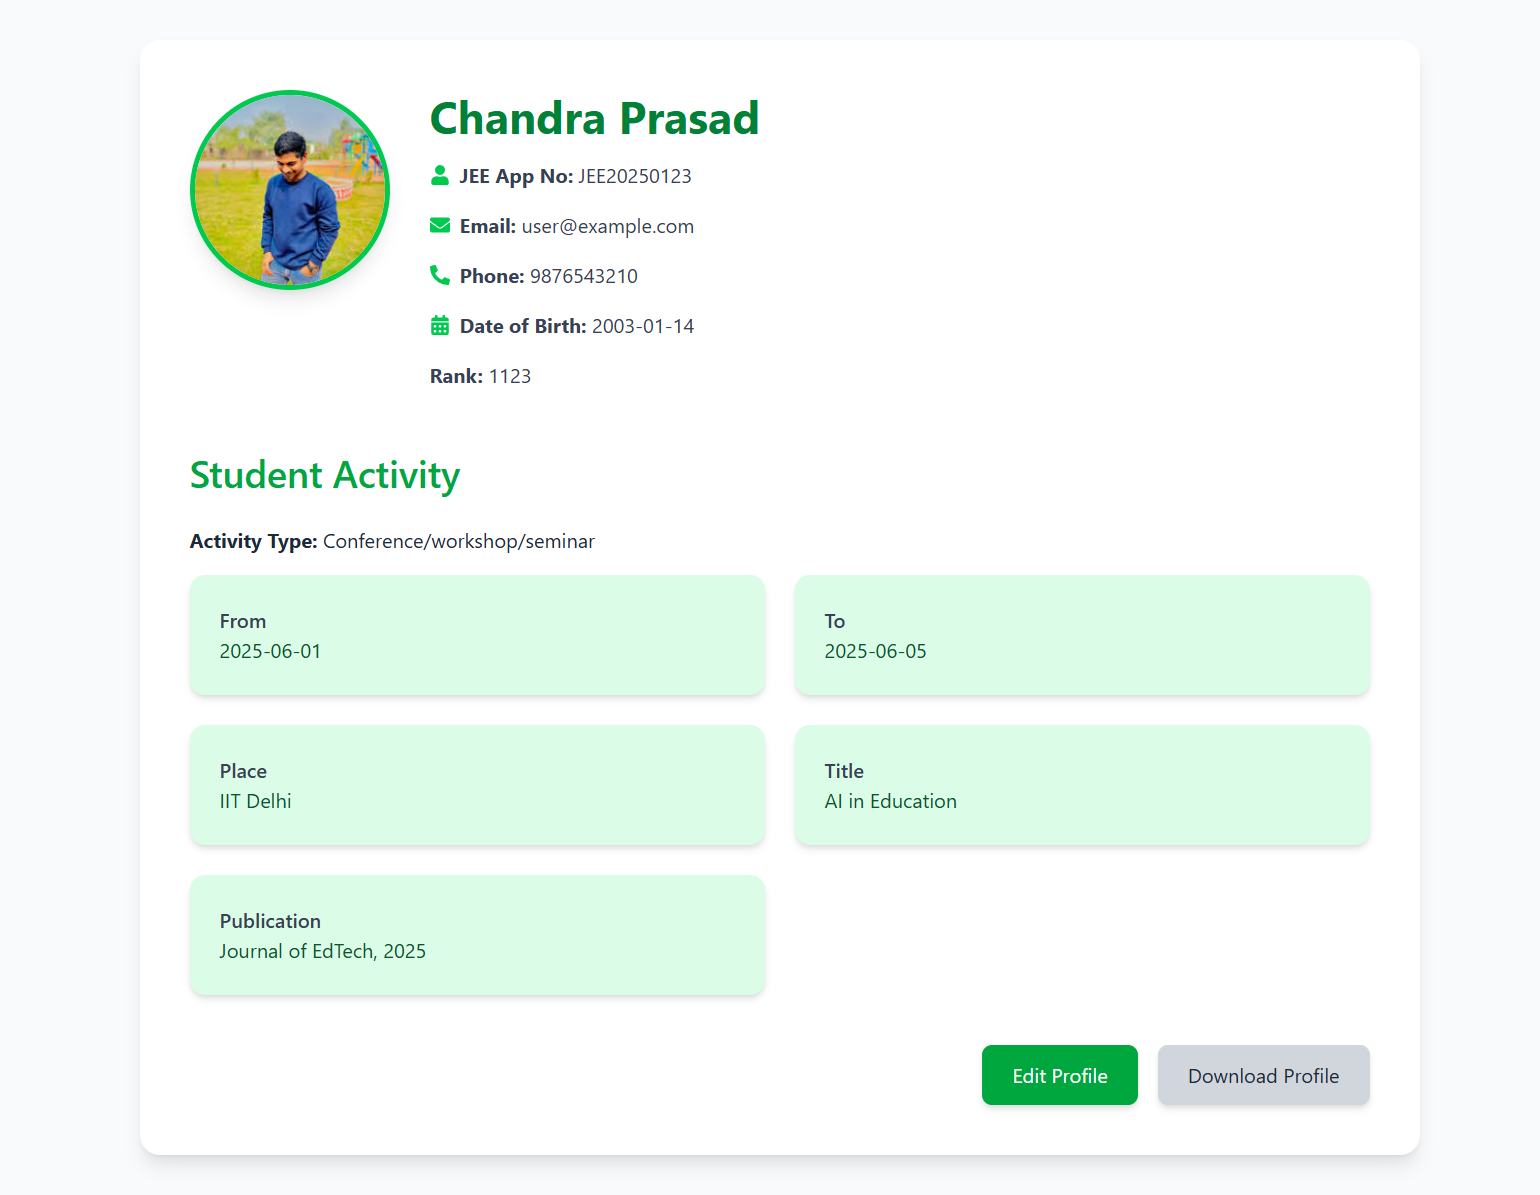 Chandra Prasad
JEE App No: JEE20250123
Email: user@example.com
Phone: 9876543210
Date of Birth: 2003-01-14
Rank: 1123
Student Activity
Activity Type: Conference/workshop/seminar
From
2025-06-01
To
2025-06-05
Place
IIT Delhi
Title
AI in Education
Publication
Journal of EdTech, 2025
Edit Profile
Download Profile